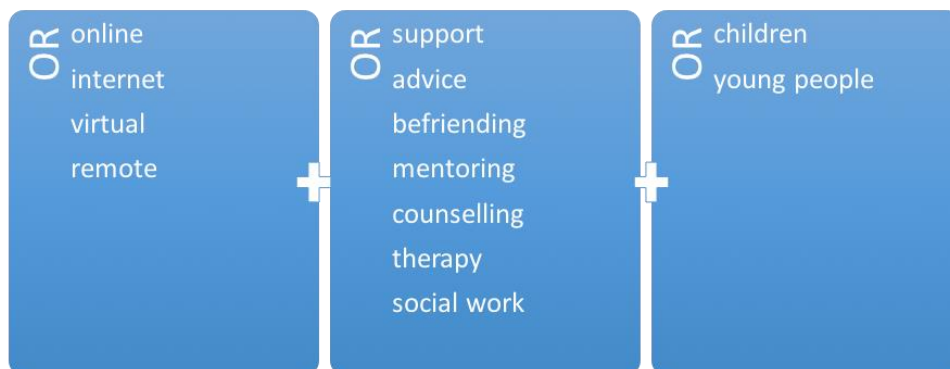 OR
online
internet
virtual
remote
+
OR
support
advice
befriending
mentoring
counselling
therapy
social work
+
OR
children
young people